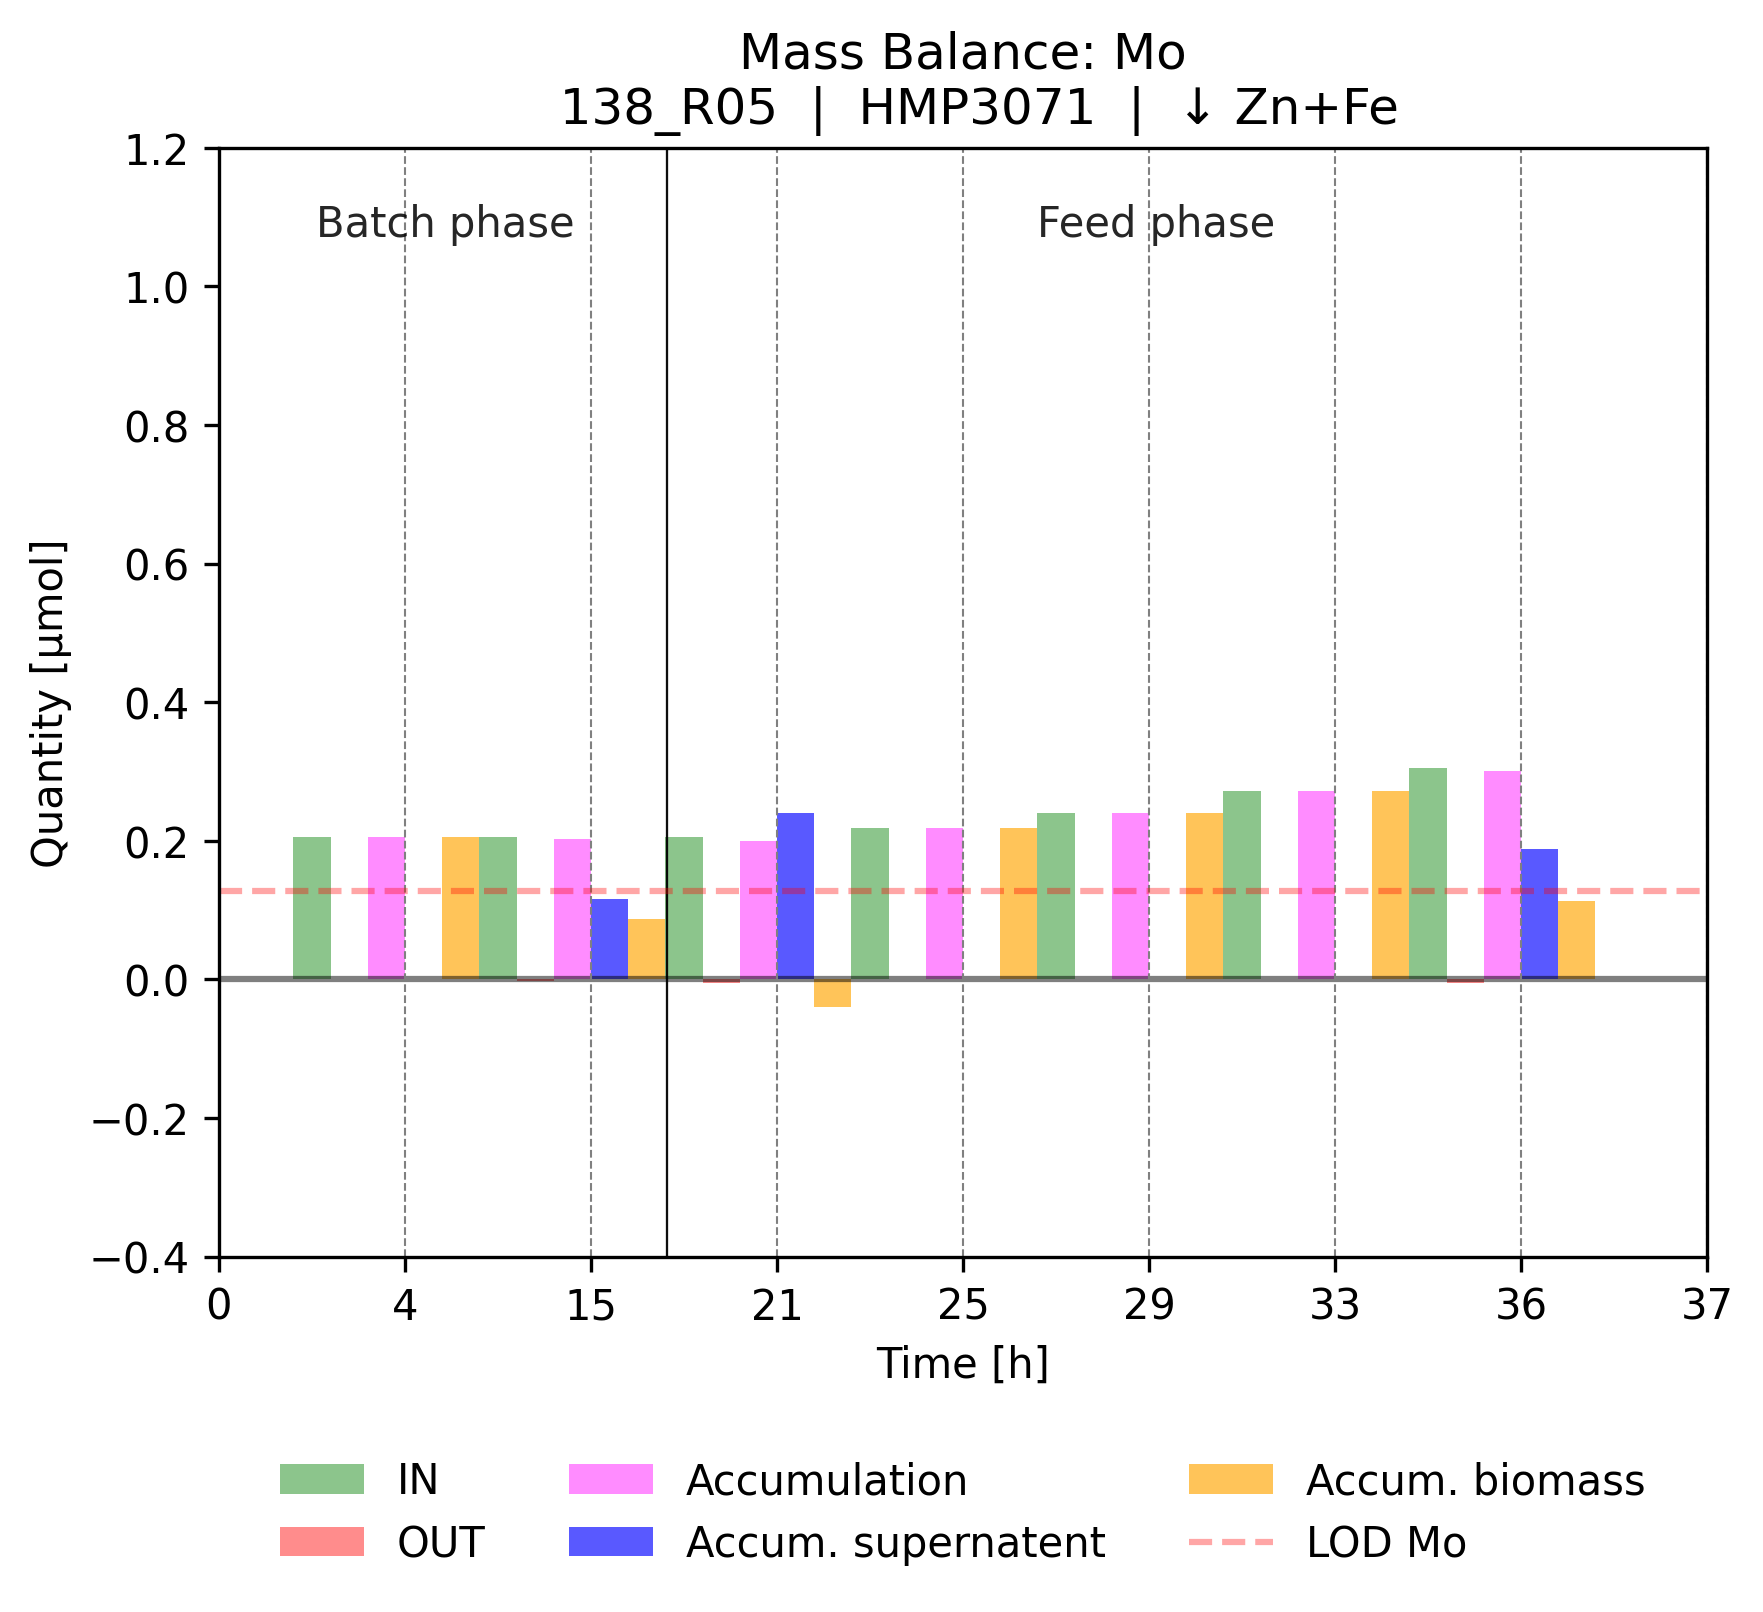 Mass Balance: Mo
138_R05 | HMP3071 | ↓ Zn+Fe
Batch phase
Feed phase
Quantity [µmol]
1.2
1.0
0.8
0.6
0.4
0.2
0.0
−0.2
−0.4
0 4 15 21 25 29 33 36 37
Time [h]
IN
OUT
Accumulation
Accum. supernatent
Accum. biomass
LOD Mo